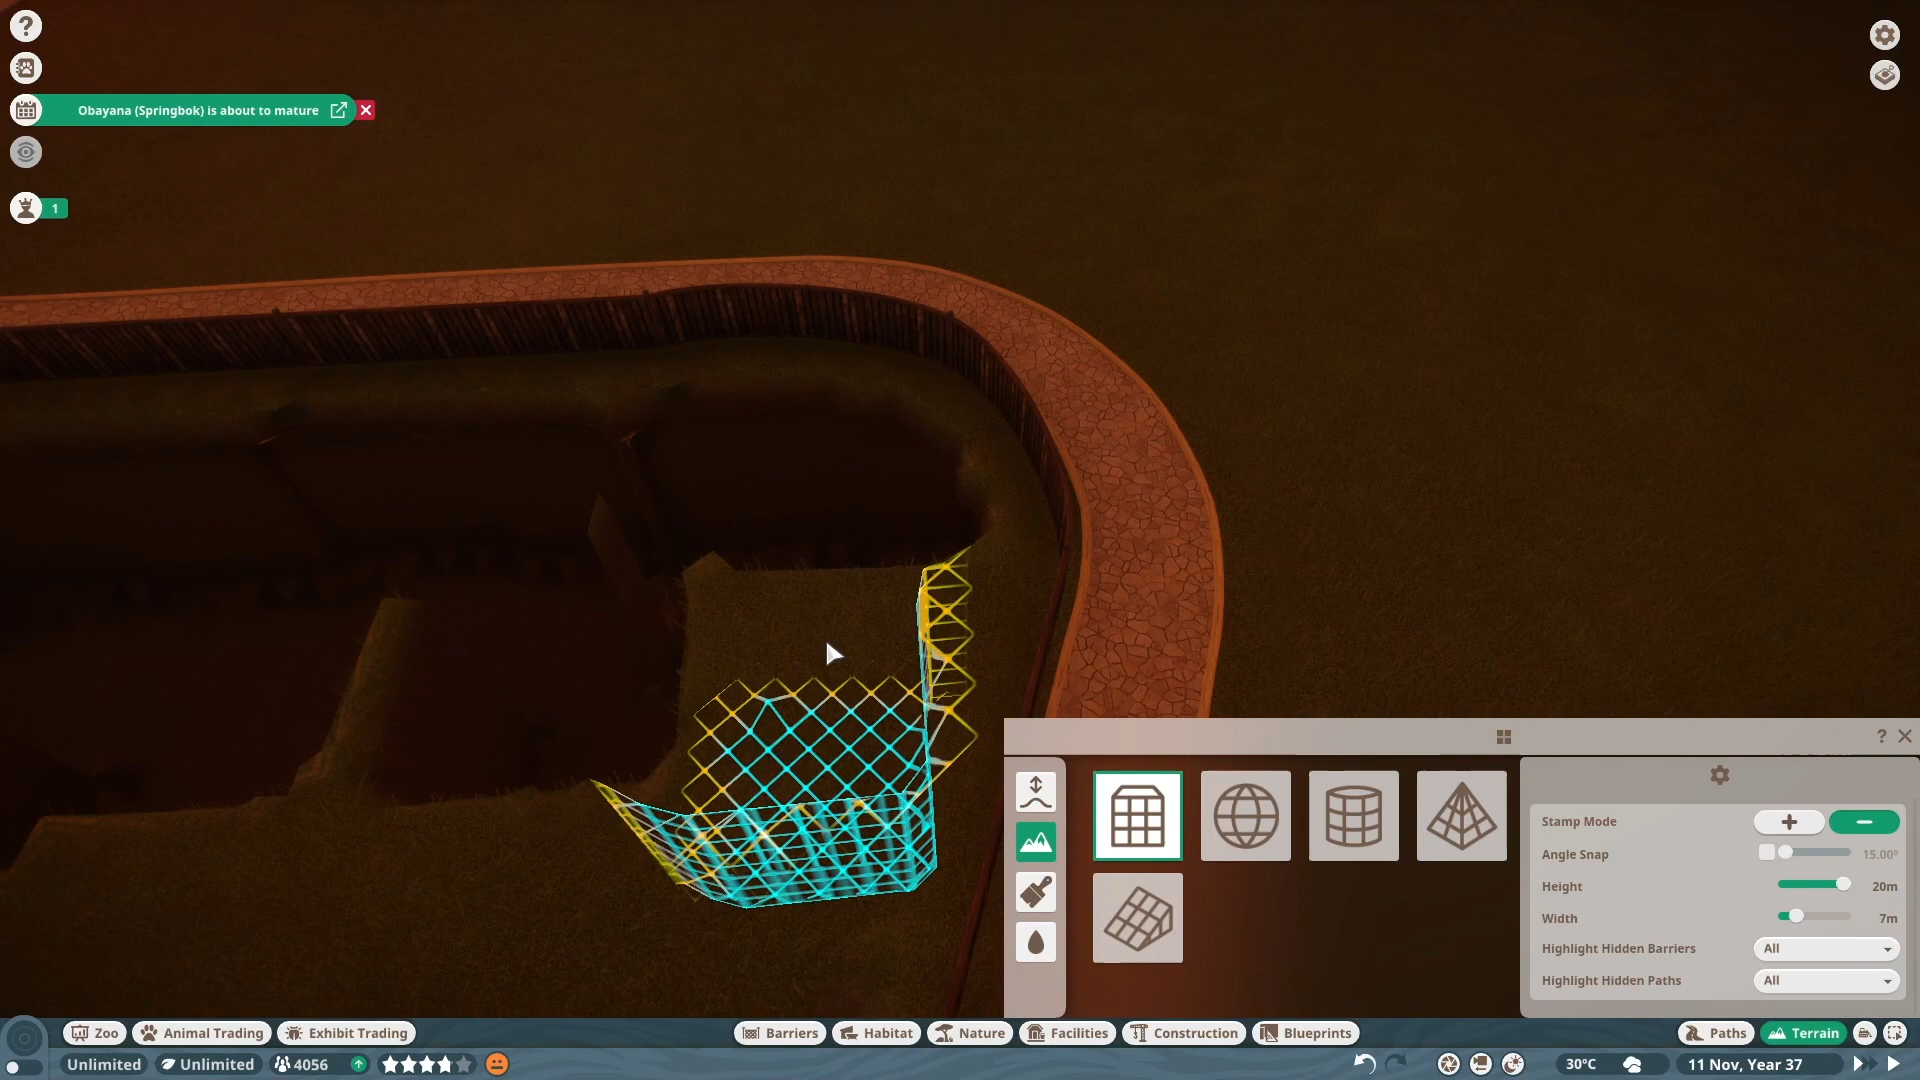 ?
Obayana (Springbok) is about to mature
1
?
Stamp Mode
Angle Snap 15.00°
Height 20m
Width 7m
Highlight Hidden Barriers All
Highlight Hidden Paths All
Zoo Animal Trading Exhibit Trading Barriers Habitat Nature Facilities Construction Blueprints Paths Terrain
Unlimited Unlimited 4056 30°C 11 Nov, Year 37